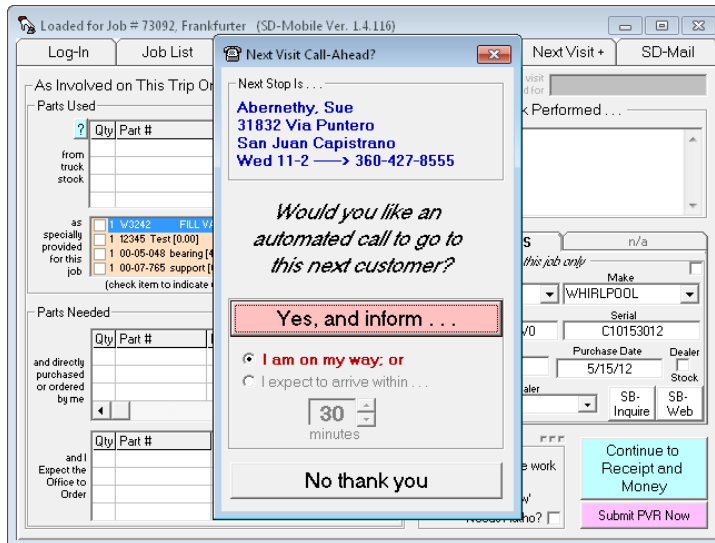 Loaded for Job # 73092, Frankfurter (SD-Mobile Ver. 1.4.116)
Log-In
Job List
Next Visit +
SD-Mail
Next Visit Call-Ahead?
Next Stop Is . . .
Abernethy, Sue
31832 Via Puntero
San Juan Capistrano
Wed 11-2 ---> 360-427-8555
Would you like an
automated call to go to
this next customer?
Yes, and inform . . .
I am on my way; or
I expect to arrive within . . .
30
minutes
No thank you
As Involved on This Trip
Parts Used
?
Qty
Part #
from
truck
stock
as
specially
provided
for this
job
1 W3242 FILL
1 12345 Test [0.00]
1 00-05-048 bearing
1 00-07-765 support
(check item to indicate
Parts Needed
Qty
Part #
and directly
purchased
or ordered
by me
Qty
Part #
and I
Expect the
Office to
Order
visit
for
Performed . . .
n/a
this job only
Make
WHIRLPOOL
Serial
C10153012
Purchase Date
5/15/12
Dealer
Stock
SB-
Inquire
SB-
Web
work
Continue to
Receipt and
Money
Submit PVR Now